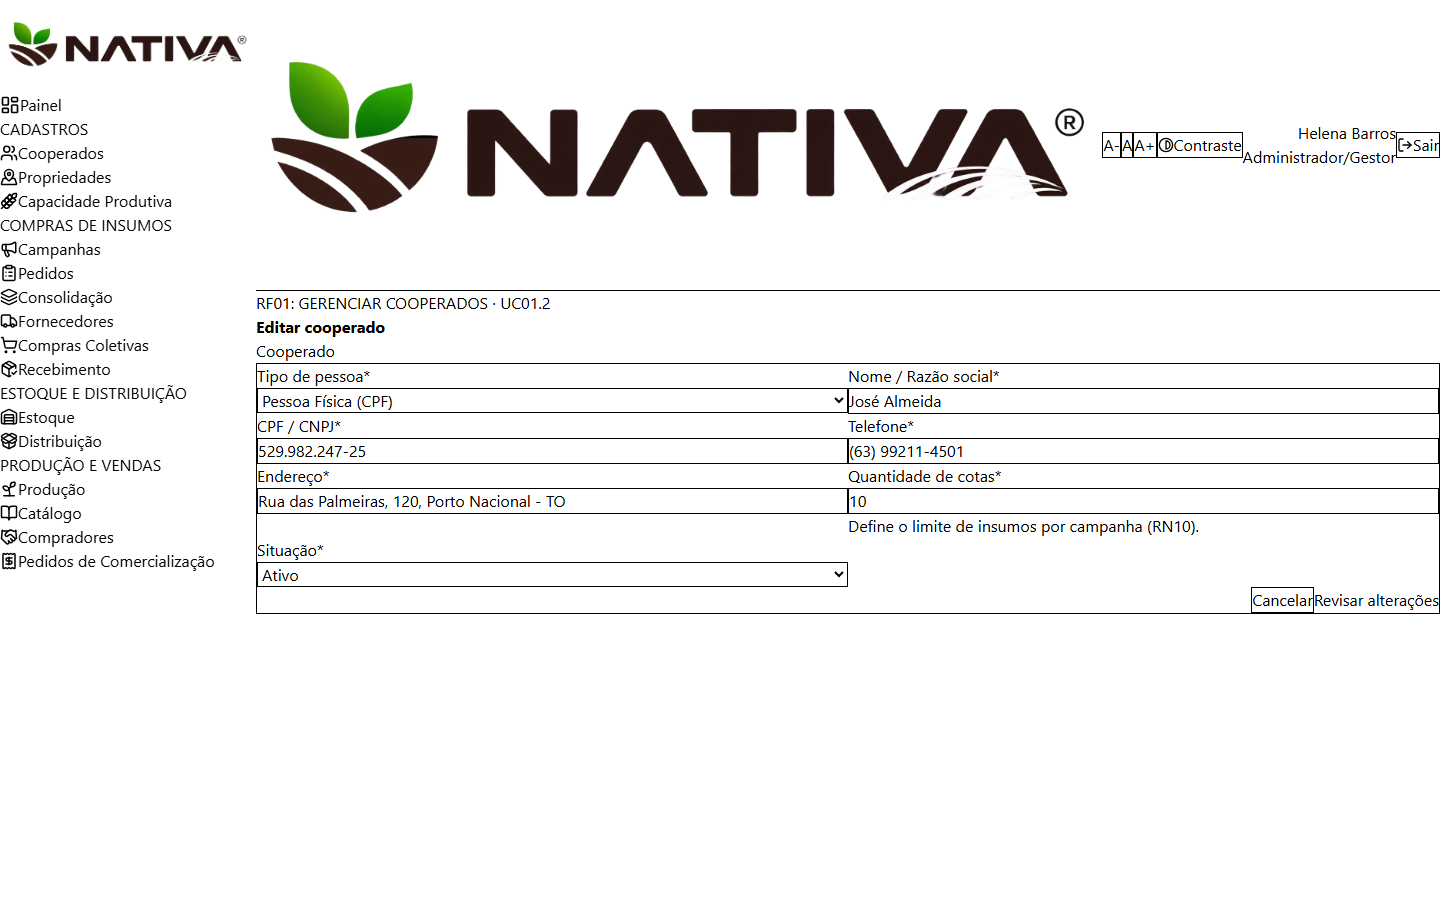 NATIVA®
Painel
CADASTROS
Cooperados
Propriedades
Capacidade Produtiva
COMPRAS DE INSUMOS
Campanhas
Pedidos
Consolidação
Fornecedores
Compras Coletivas
Recebimento
ESTOQUE E DISTRIBUIÇÃO
Estoque
Distribuição
PRODUÇÃO E VENDAS
Produção
Catálogo
Compradores
Pedidos de Comercialização
NATIVA®
A- A A+ Contraste
Helena Barros
Administrador/Gestor
Sair
RF01: GERENCIAR COOPERADOS · UC01.2
Editar cooperado
Cooperado
Tipo de pessoa*
Pessoa Física (CPF)
Nome / Razão social*
José Almeida
CPF / CNPJ*
529.982.247-25
Telefone*
(63) 99211-4501
Endereço*
Rua das Palmeiras, 120, Porto Nacional - TO
Quantidade de cotas*
10
Define o limite de insumos por campanha (RN10).
Situação*
Ativo
Cancelar
Revisar alterações